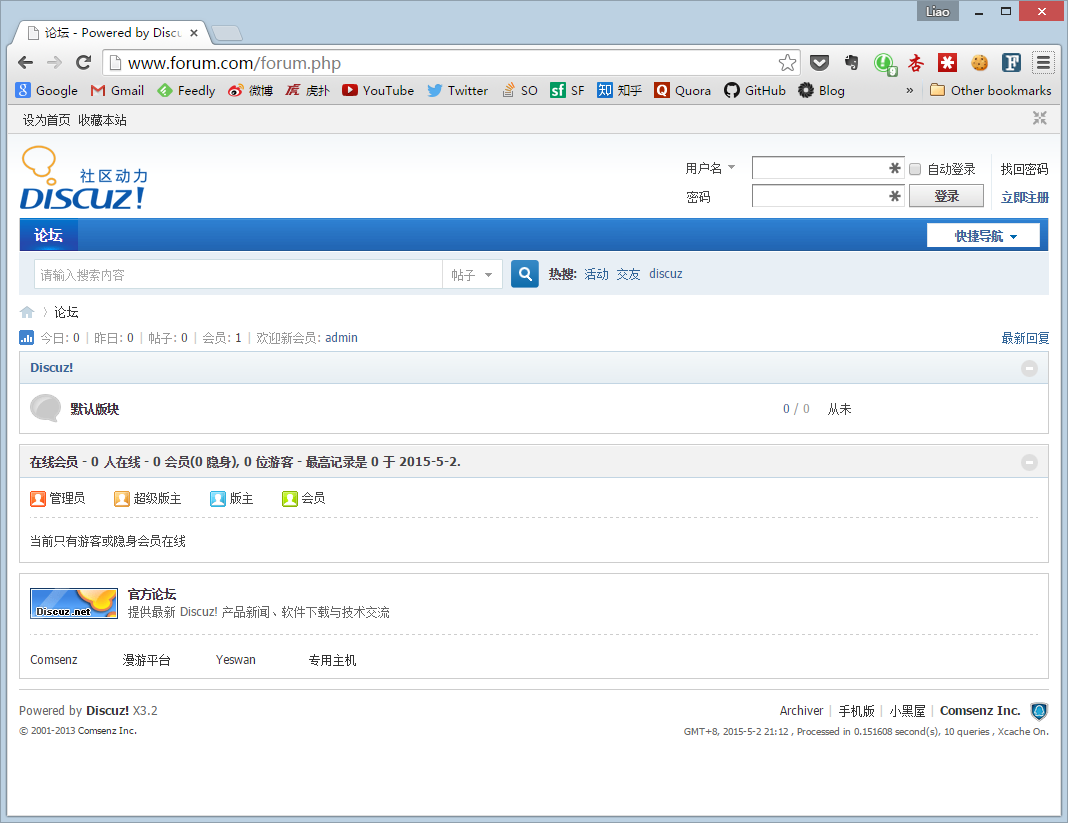 Liao
论坛 - Powered by Discu
www.forum.com/forum.php
Google Gmail Feedly 微博 虎扑 YouTube Twitter SO SF 知乎 Quora GitHub Blog » Other bookmarks
设为首页 收藏本站
社区动力
DISCUZ!
用户名 自动登录 找回密码
密码 登录 立即注册
论坛 快捷导航
请输入搜索内容 帖子 热搜: 活动 交友 discuz
论坛
今日: 0 | 昨日: 0 | 帖子: 0 | 会员: 1 | 欢迎新会员: admin 最新回复
Discuz!
默认版块 0 / 0 从未
在线会员 - 0 人在线 - 0 会员(0 隐身), 0 位游客 - 最高记录是 0 于 2015-5-2.
管理员 超级版主 版主 会员
当前只有游客或隐身会员在线
Discuz.net 官方论坛
提供最新 Discuz! 产品新闻、软件下载与技术交流
Comsenz 漫游平台 Yeswan 专用主机
Powered by Discuz! X3.2 Archiver | 手机版 | 小黑屋 | Comsenz Inc.
© 2001-2013 Comsenz Inc. GMT+8, 2015-5-2 21:12 , Processed in 0.151608 second(s), 10 queries , Xcache On.